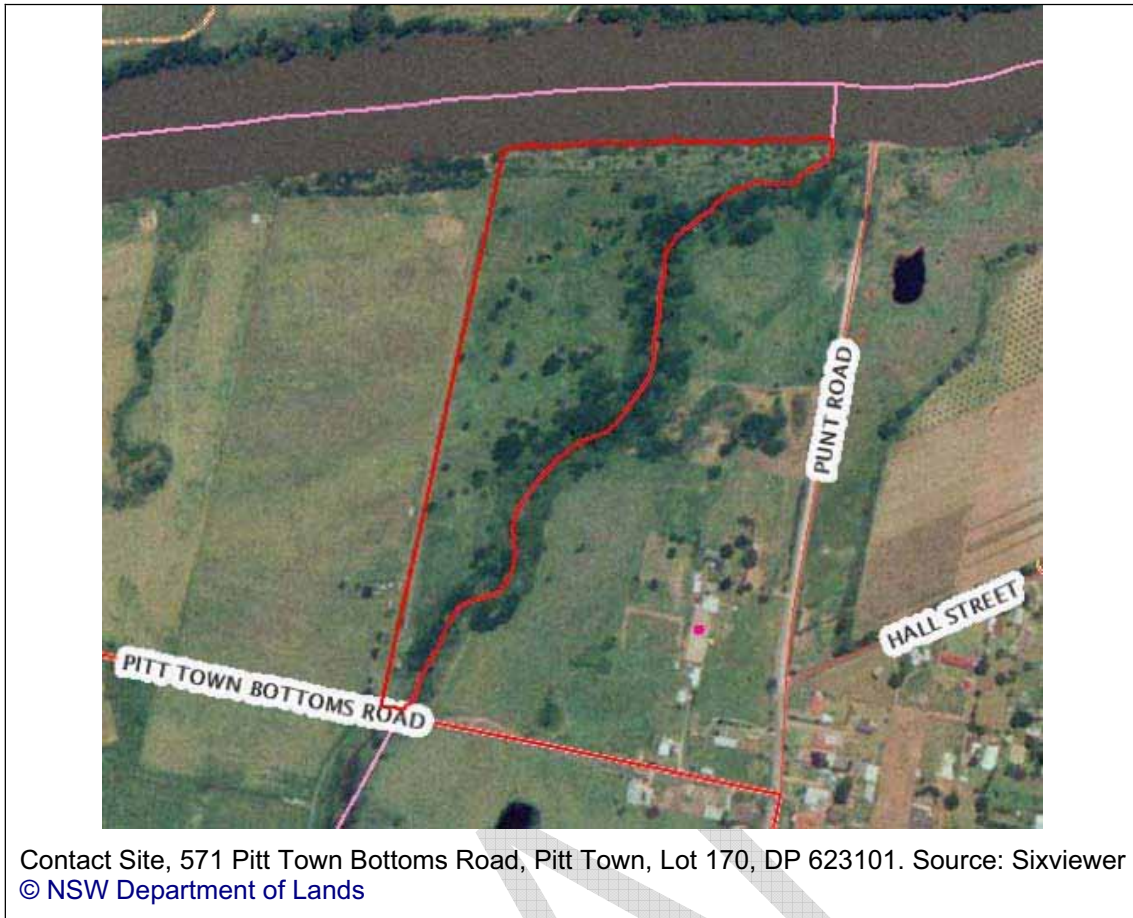 PUNT ROAD
HALL STREET
PITT TOWN BOTTOMS ROAD
Contact Site, 571 Pitt Town Bottoms Road, Pitt Town, Lot 170, DP 623101. Source: Sixviewer
© NSW Department of Lands